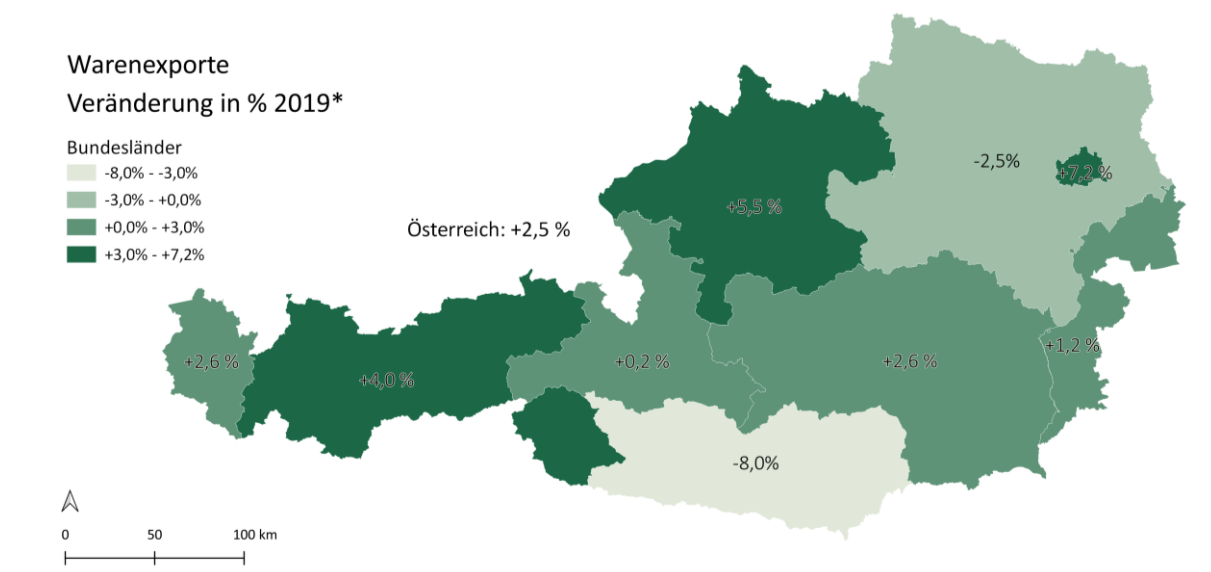 Warenexporte
Veränderung in % 2019*
Bundesländer
-8,0% - -3,0%
-3,0% - +0,0%
+0,0% - +3,0%
+3,0% - +7,2%
Österreich: +2,5 %
-2,5%
+7,2 %
+5,5 %
+1,2 %
+2,6 %
+4,0 %
+0,2 %
+2,6 %
-8,0%
0 50 100 km